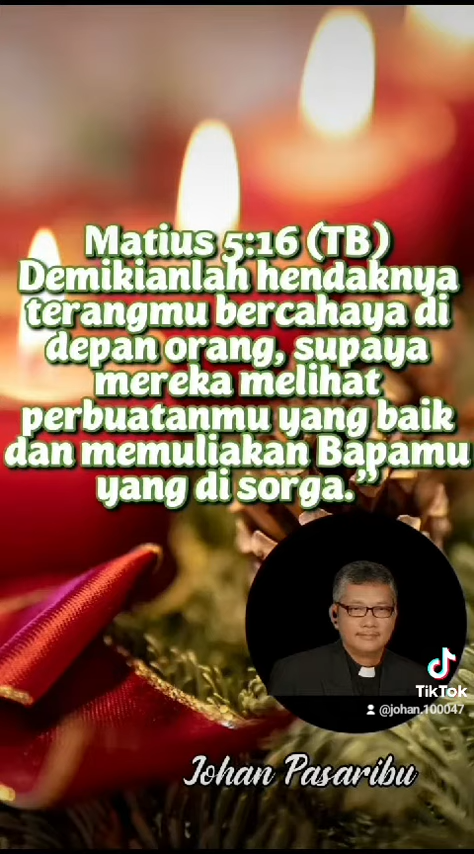 Matius 5:16 (TB)
Demikianlah hendaknya
terangmu bercahaya di
depan orang, supaya
mereka melihat
perbuatanmu yang baik
dan memuliakan Bapamu
yang di sorga.”
TikTok
@johan.100047
Johan Pasaribu